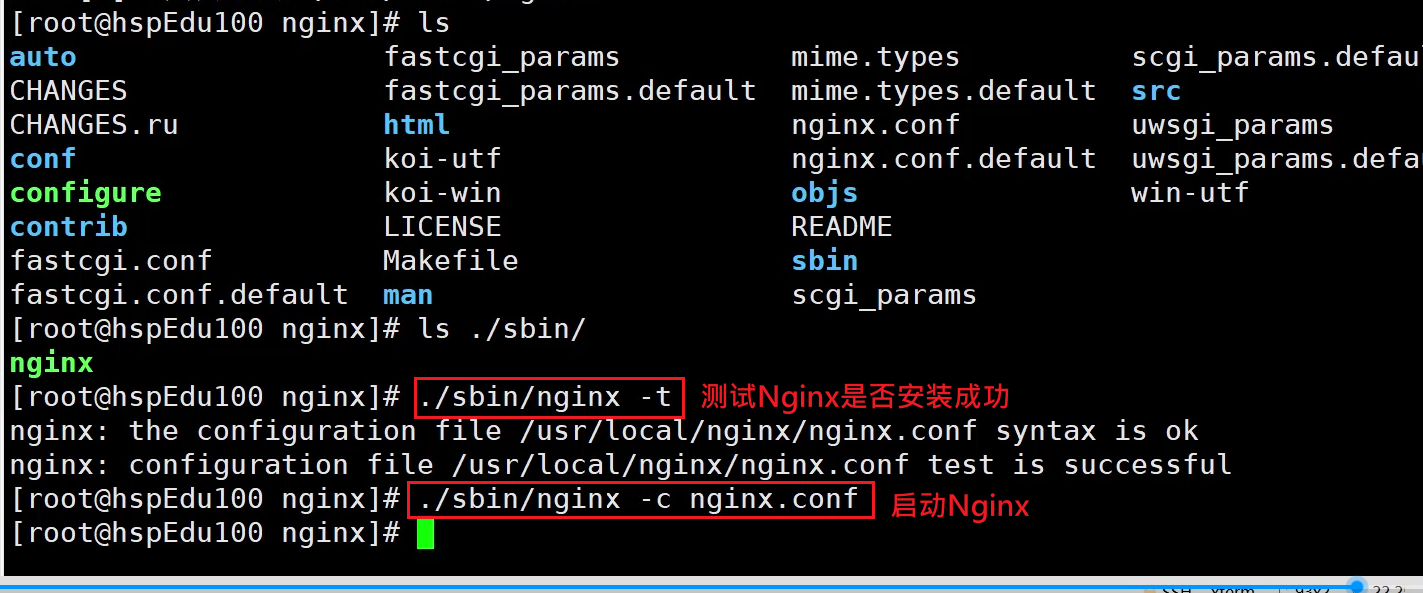 [root@hspEdu100 nginx]# ls
auto fastcgi_params mime.types scgi_params.defau
CHANGES fastcgi_params.default mime.types.default src
CHANGES.ru html nginx.conf uwsgi_params
conf koi-utf nginx.conf.default uwsgi_params.defa
configure koi-win objs win-utf
contrib LICENSE README
fastcgi.conf Makefile sbin
fastcgi.conf.default man scgi_params
[root@hspEdu100 nginx]# ls ./sbin/
nginx
[root@hspEdu100 nginx]# ./sbin/nginx -t 测试Nginx是否安装成功
nginx: the configuration file /usr/local/nginx/nginx.conf syntax is ok
nginx: configuration file /usr/local/nginx/nginx.conf test is successful
[root@hspEdu100 nginx]# ./sbin/nginx -c nginx.conf 启动Nginx
[root@hspEdu100 nginx]#